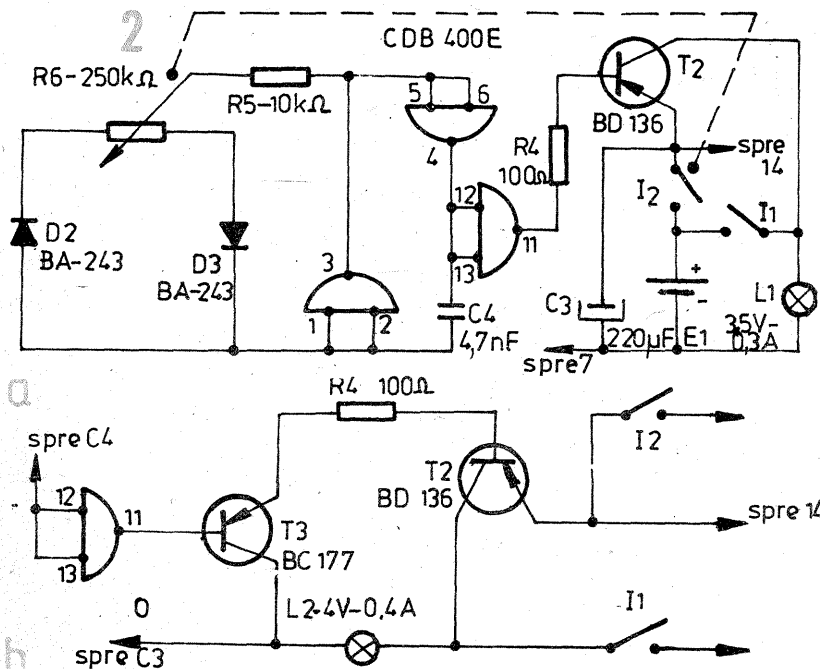 2
CDB 400E
R6-250kΩ
R5-10kΩ
5 6
4
T2
BD 136
R4
100Ω
spre
14
I2
I1
12
11
13
D2
BA-243
D3
BA-243
3
1 2
C4
4,7nF
C3
220µF
+
-
E1
L1
3,5V-
0,3A
spre7
a
R4 100Ω
spre C4
I2
T2
BD 136
12
11
13
T3
BC 177
spre 14
0
L2-4V-0,4A
I1
spre C3
b